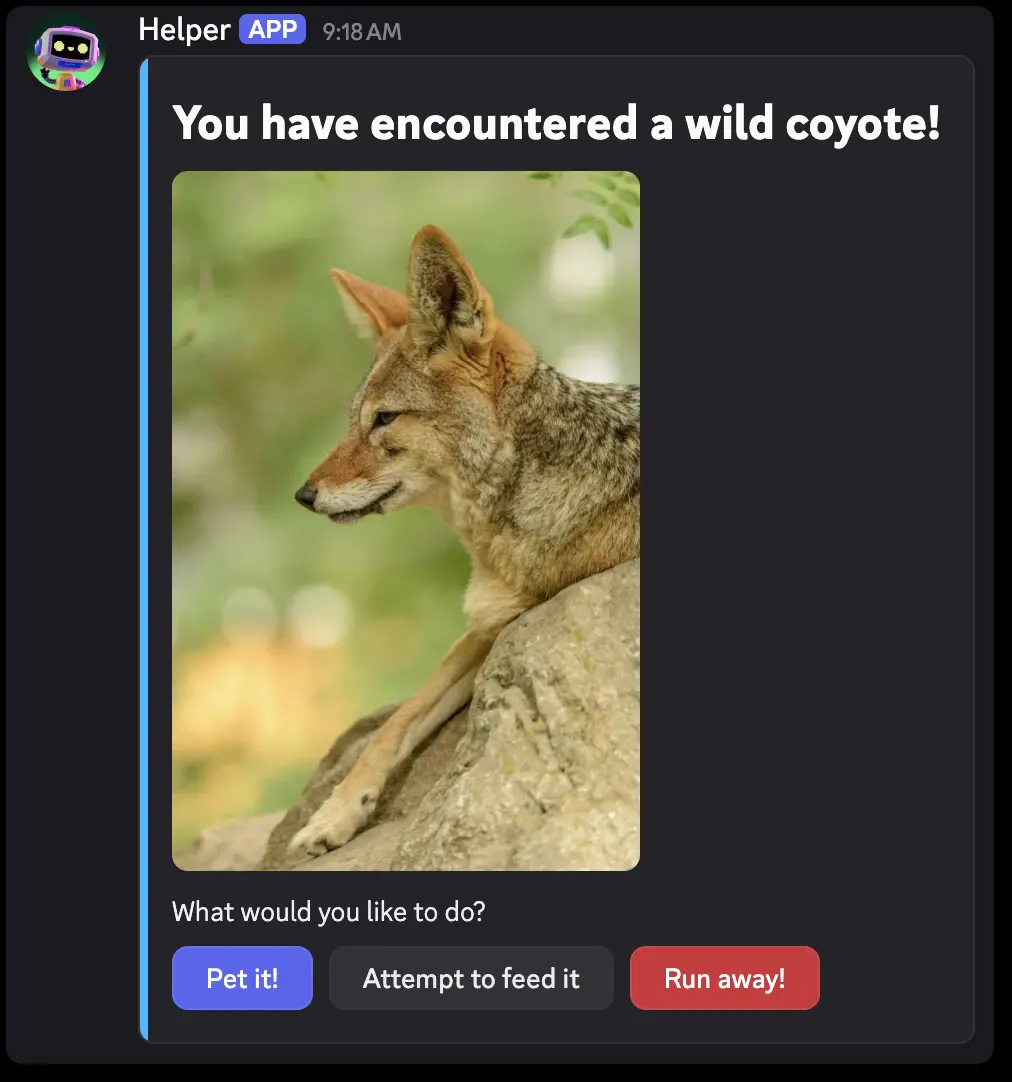 Helper APP 9:18 AM
You have encountered a wild coyote!
What would you like to do?
Pet it! Attempt to feed it Run away!